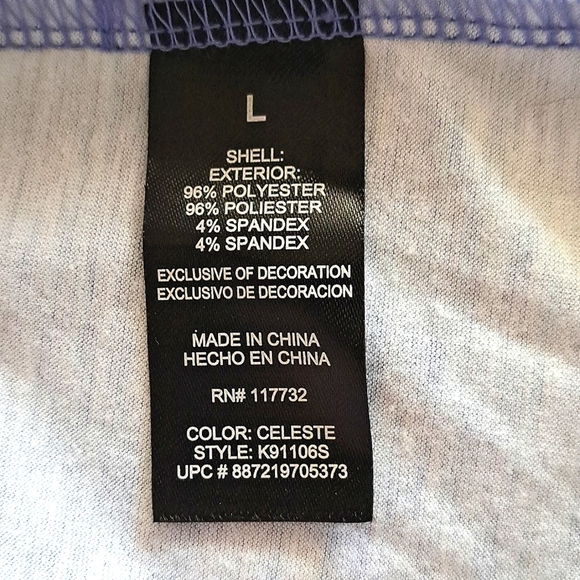 L
SHELL:
EXTERIOR:
96% POLYESTER
96% POLIESTER
4% SPANDEX
4% SPANDEX
EXCLUSIVE OF DECORATION
EXCLUSIVO DE DECORACION
MADE IN CHINA
HECHO EN CHINA
RN# 117732
COLOR: CELESTE
STYLE: K91106S
UPC # 887219705373